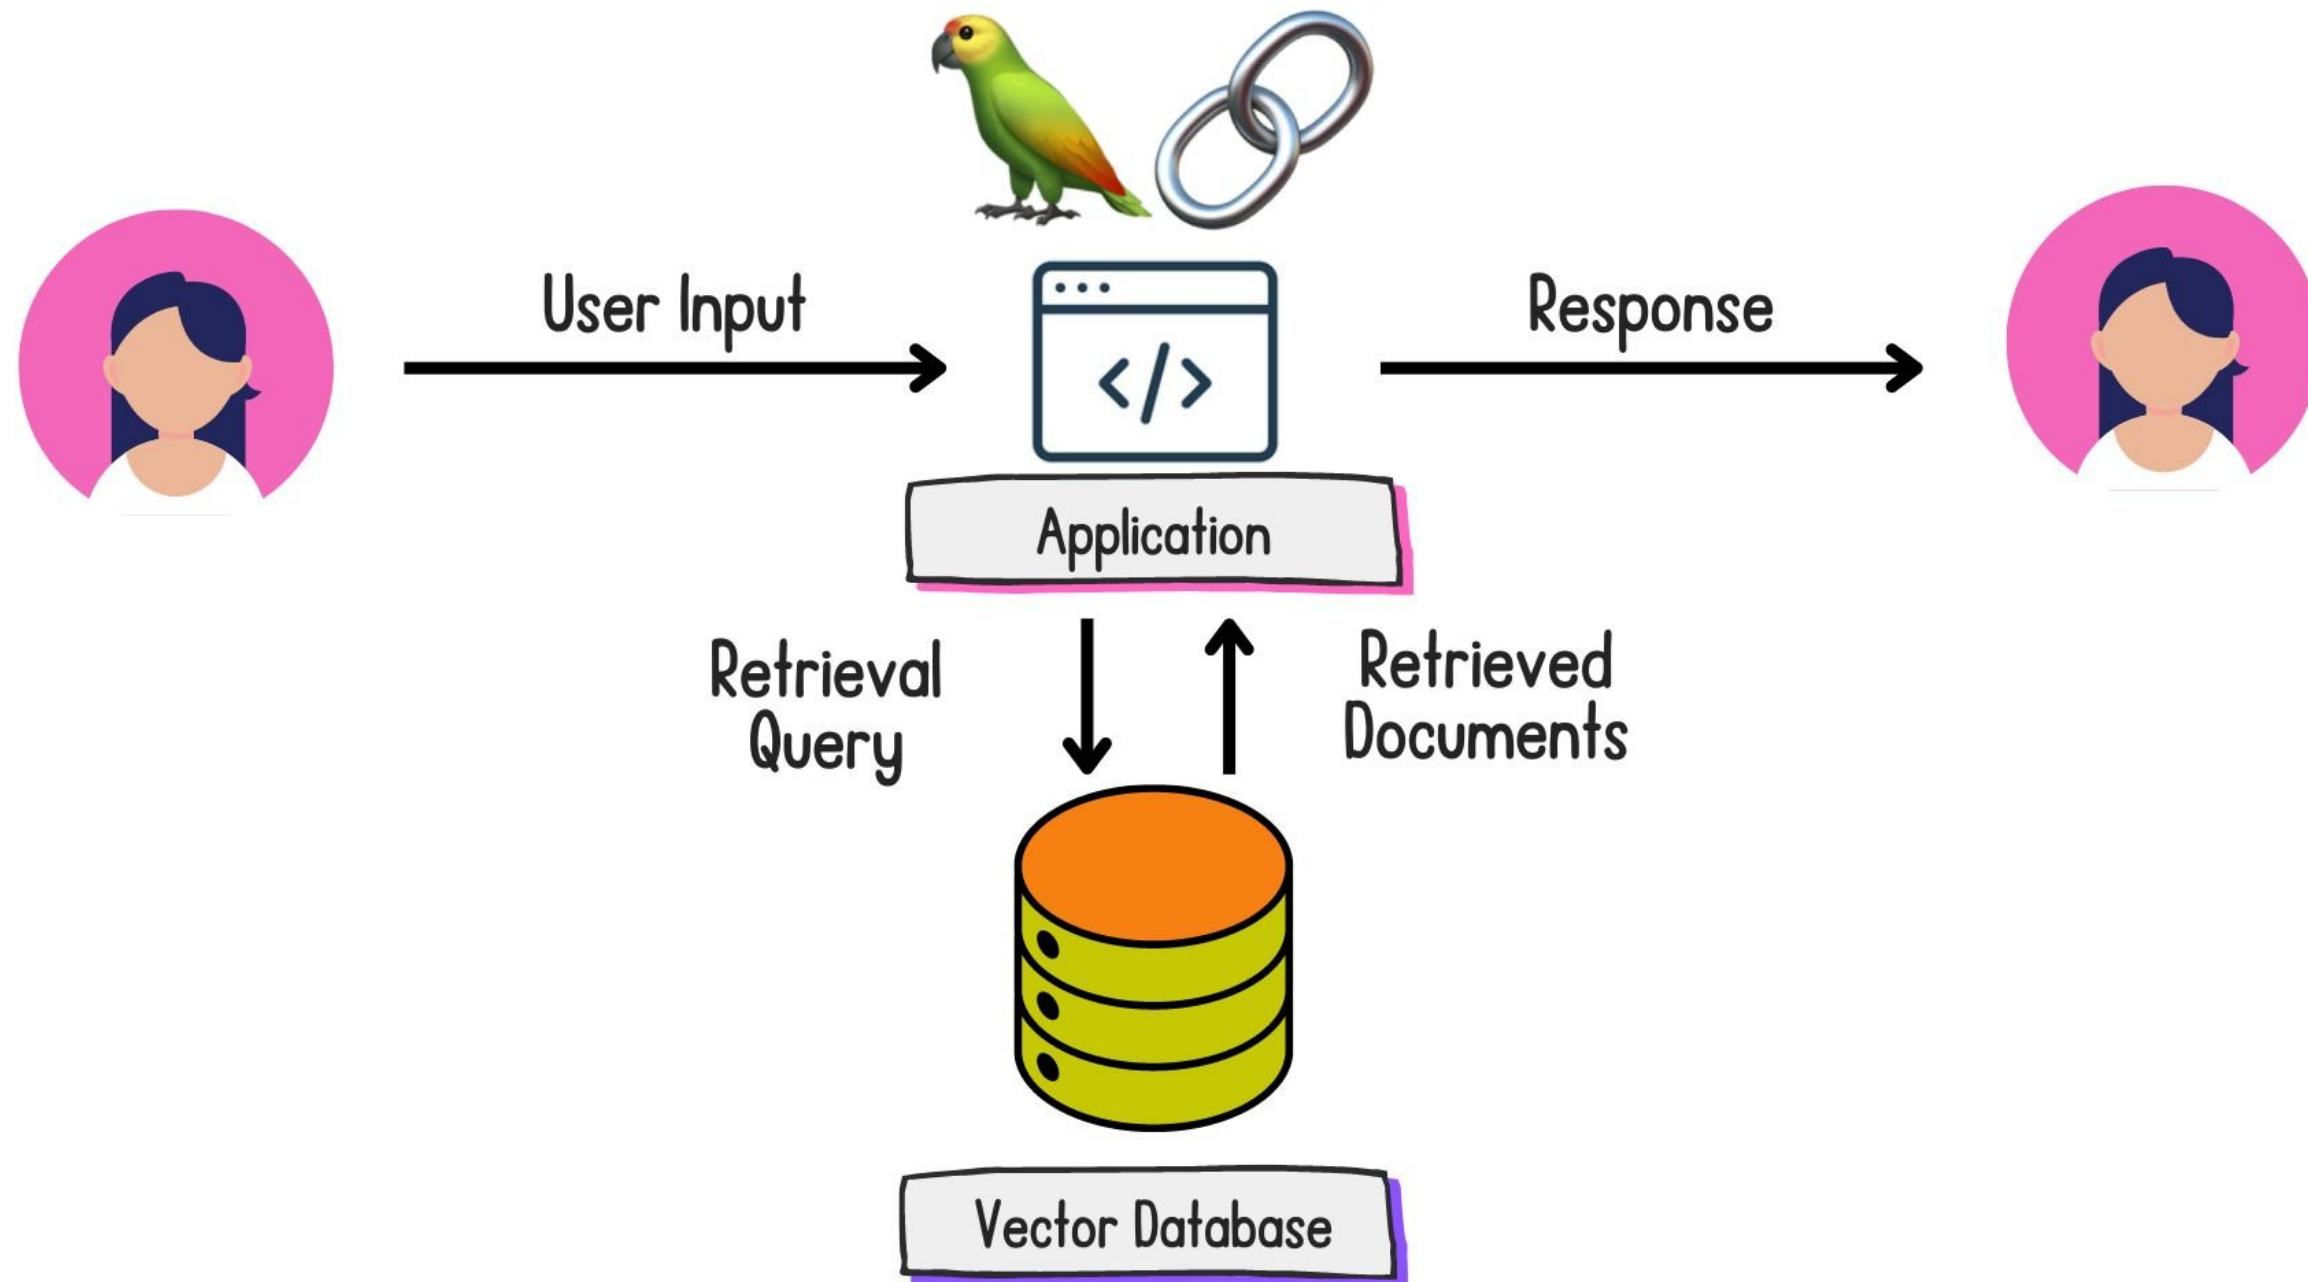 User Input
Response
Application
Retrieval
Query
Retrieved
Documents
Vector Database